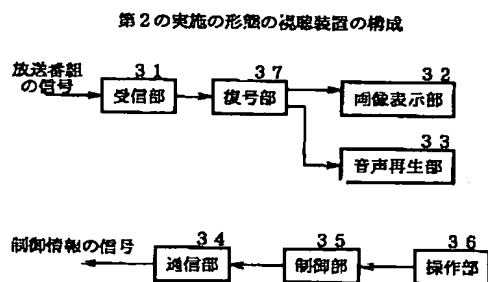 第２の実施の形態の視聴装置の構成
放送番組
の信号
３１
３７
３２
受信部
復号部
画像表示部
３３
音声再生部
制御情報の信号
３４
３５
３６
通信部
制御部
操作部